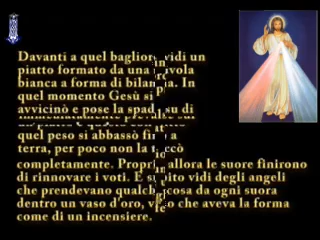 Davanti a quel bagliore vidi un
piatto formato da una nuvola
bianca a forma di bilancia. In
quel momento Gesù si
avvicinò e pose la spada su di
quel peso si abbassò fino a
terra, per poco non la toccò
completamente. Proprio allora le suore finirono
di rinnovare i voti. E subito vidi degli angeli
che prendevano qualche cosa da ogni suora
dentro un vaso d'oro, vaso che aveva la forma
come di un incensiere.